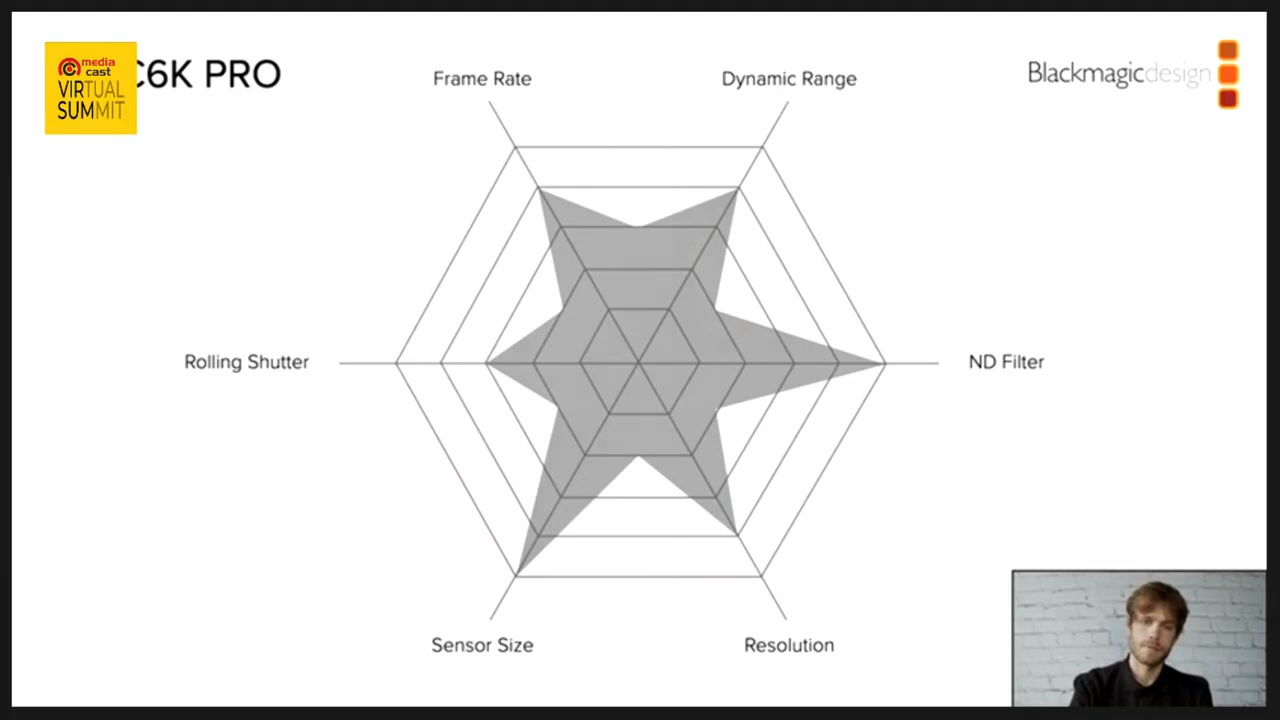 media
cast
VIRTUAL
SUMMIT
C6K PRO
Frame Rate
Dynamic Range
Blackmagicdesign
Rolling Shutter
ND Filter
Sensor Size
Resolution